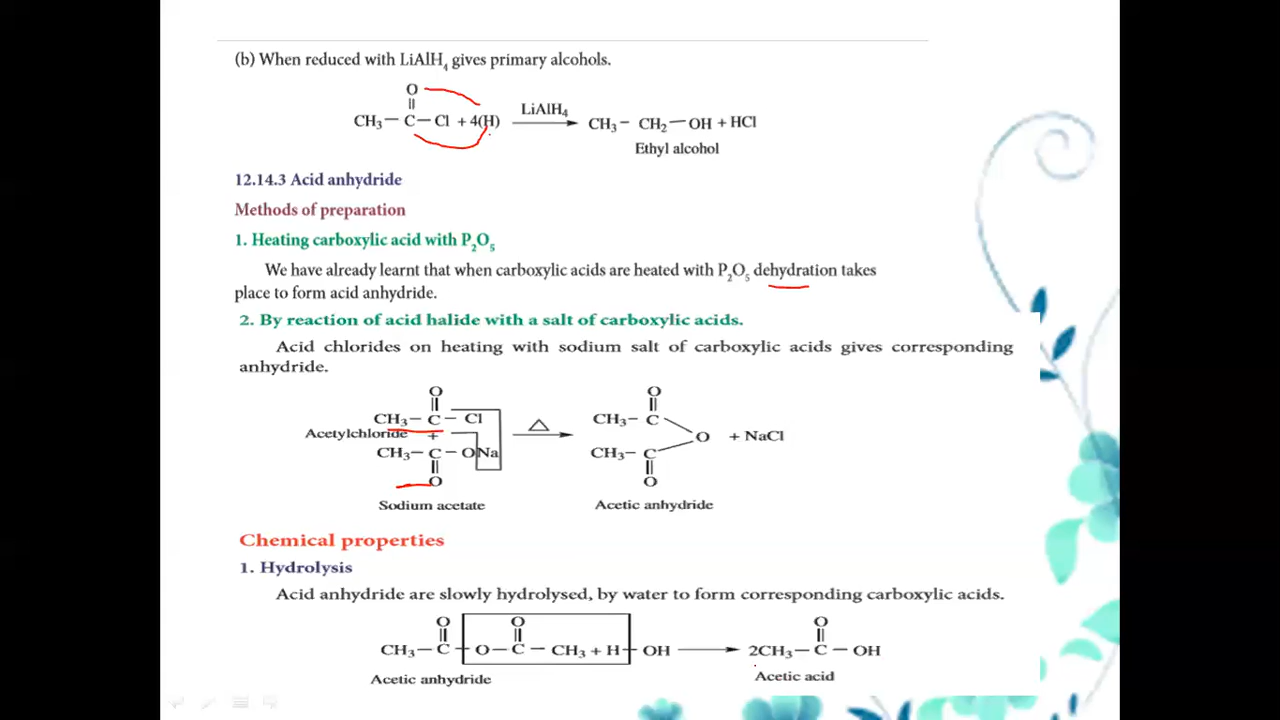 (b) When reduced with LiAlH₄ gives primary alcohols.
O
CH₃— C— Cl + 4(H) LiAlH₄ CH₃— CH₂—OH + HCl
Ethyl alcohol
12.14.3 Acid anhydride
Methods of preparation
1. Heating carboxylic acid with P₂O₅
We have already learnt that when carboxylic acids are heated with P₂O₅ dehydration takes
place to form acid anhydride.
2. By reaction of acid halide with a salt of carboxylic acids.
Acid chlorides on heating with sodium salt of carboxylic acids gives corresponding
anhydride.
O O
CH₃— C — Cl △ CH₃— C
Acetylchloride + O + NaCl
CH₃— C — ONa CH₃— C
O O
Sodium acetate Acetic anhydride
Chemical properties
1. Hydrolysis
Acid anhydride are slowly hydrolysed, by water to form corresponding carboxylic acids.
O O O
CH₃— C — O — C — CH₃ + H — OH 2CH₃— C — OH
Acetic anhydride Acetic acid